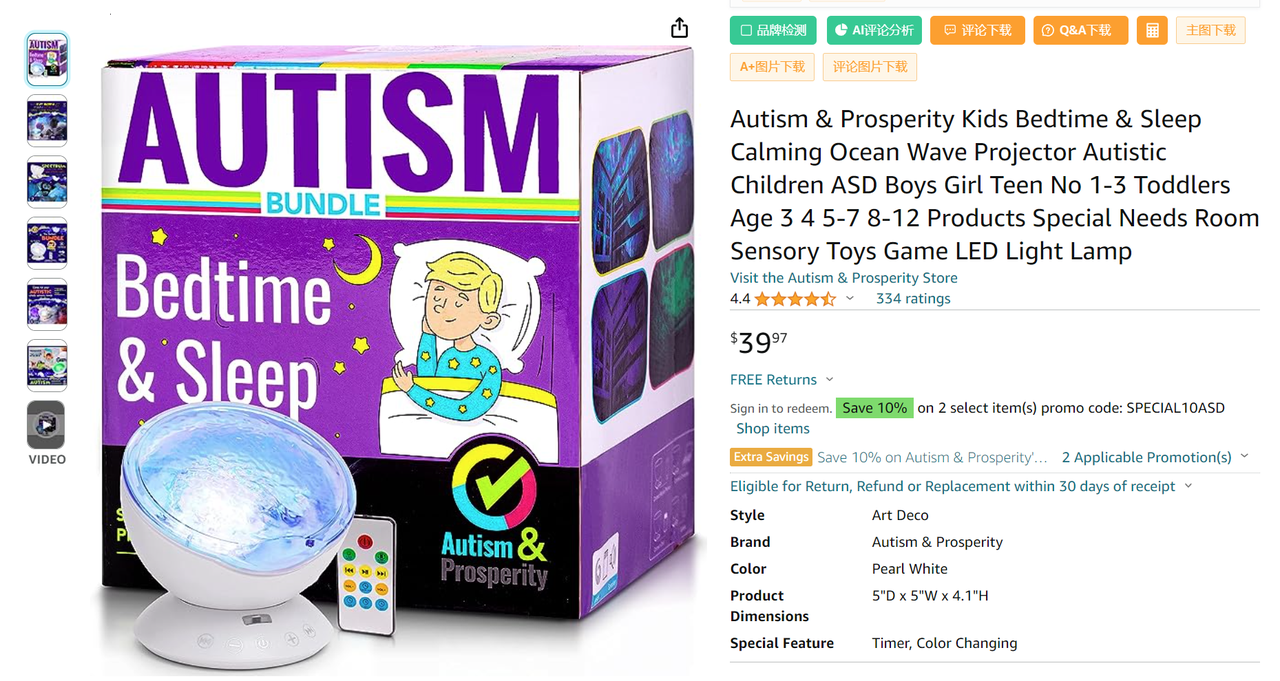 AUTISM
BUNDLE
Bedtime
& Sleep
Autism &
Prosperity
VIDEO
品牌检测
AI评论分析
评论下载
Q&A下载
主图下载
A+图片下载
评论图片下载
Autism & Prosperity Kids Bedtime & Sleep
Calming Ocean Wave Projector Autistic
Children ASD Boys Girl Teen No 1-3 Toddlers
Age 3 4 5-7 8-12 Products Special Needs Room
Sensory Toys Game LED Light Lamp
Visit the Autism & Prosperity Store
4.4 334 ratings
$3997
FREE Returns
Sign in to redeem. Save 10% on 2 select item(s) promo code: SPECIAL10ASD
Shop items
Extra Savings Save 10% on Autism & Prosperity'... 2 Applicable Promotion(s)
Eligible for Return, Refund or Replacement within 30 days of receipt
Style Art Deco
Brand Autism & Prosperity
Color Pearl White
Product Dimensions 5"D x 5"W x 4.1"H
Special Feature Timer, Color Changing